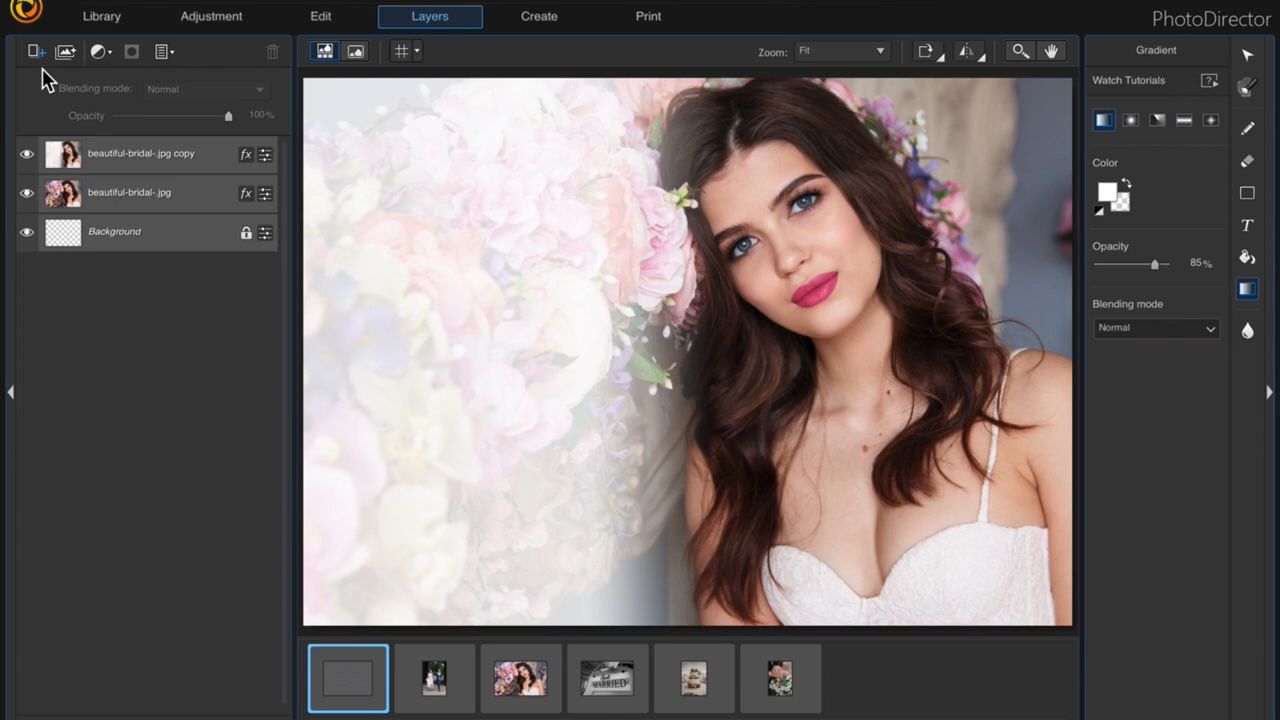 Library Adjustment Edit Layers Create Print
PhotoDirector
Zoom: Fit
Gradient
Watch Tutorials
Blending mode: Normal
Opacity 100%
beautiful-bridal-.jpg copy fx
beautiful-bridal-.jpg fx
Background
Color
Opacity
85%
Blending mode
Normal
T
MARRIED